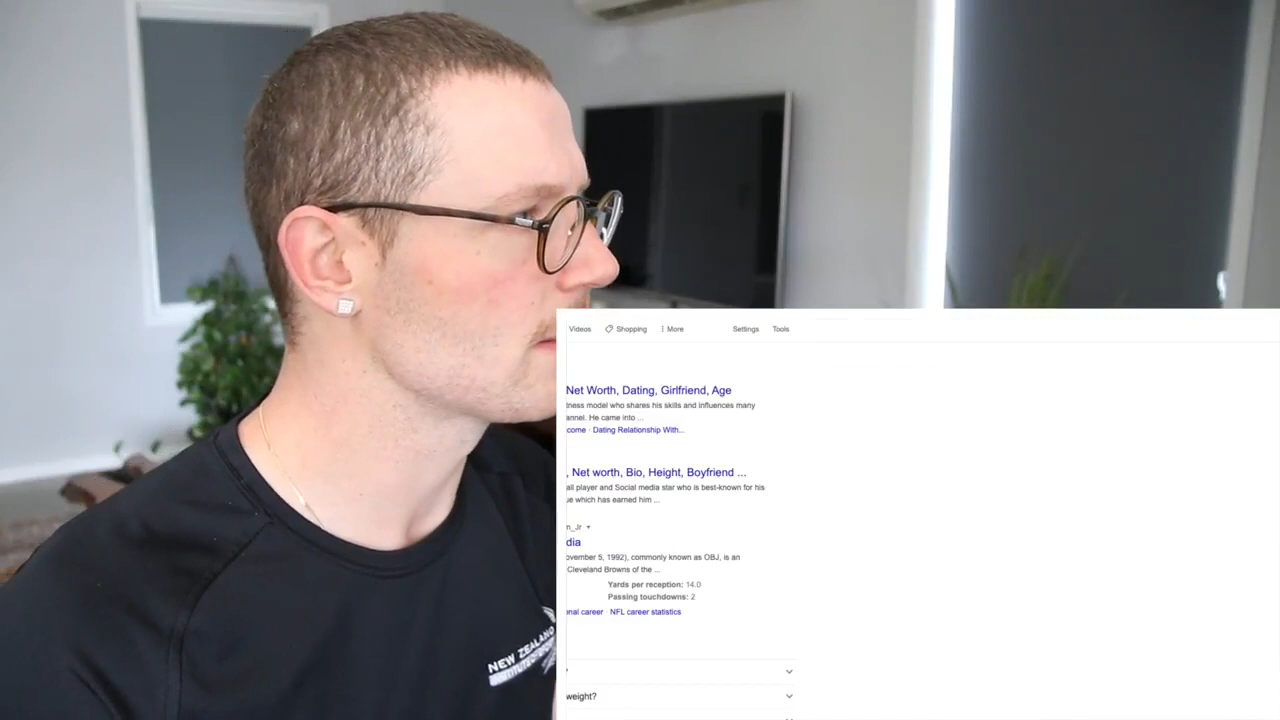 Videos Shopping More Settings Tools
Net Worth, Dating, Girlfriend, Age
tness model who shares his skills and influences many
annel. He came into ...
come · Dating Relationship With...
, Net worth, Bio, Height, Boyfriend ...
all player and Social media star who is best-known for his
ue which has earned him ...
m_Jr
dia
ovember 5, 1992), commonly known as OBJ, is an
Cleveland Browns of the ...
Yards per reception: 14.0
Passing touchdowns: 2
onal career · NFL career statistics
weight?
NEW ZEALAND